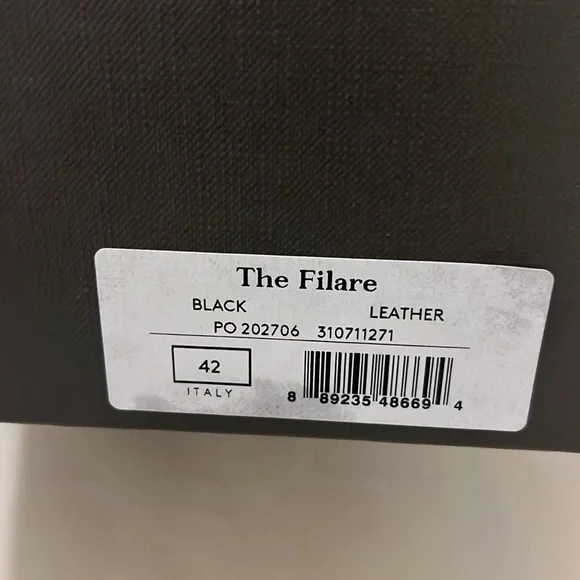 The Filare
BLACK LEATHER
PO 202706 310711271
42
ITALY
8 89235 48669 4